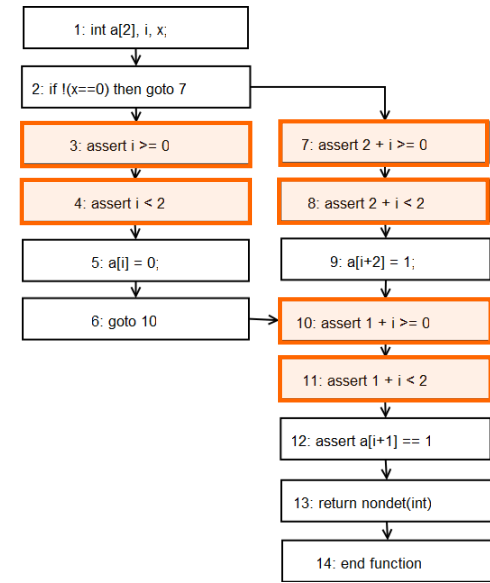 1: int a[2], i, x;
2: if !(x==0) then goto 7
3: assert i >= 0
4: assert i < 2
5: a[i] = 0;
6: goto 10
7: assert 2 + i >= 0
8: assert 2 + i < 2
9: a[i+2] = 1;
10: assert 1 + i >= 0
11: assert 1 + i < 2
12: assert a[i+1] == 1
13: return nondet(int)
14: end function